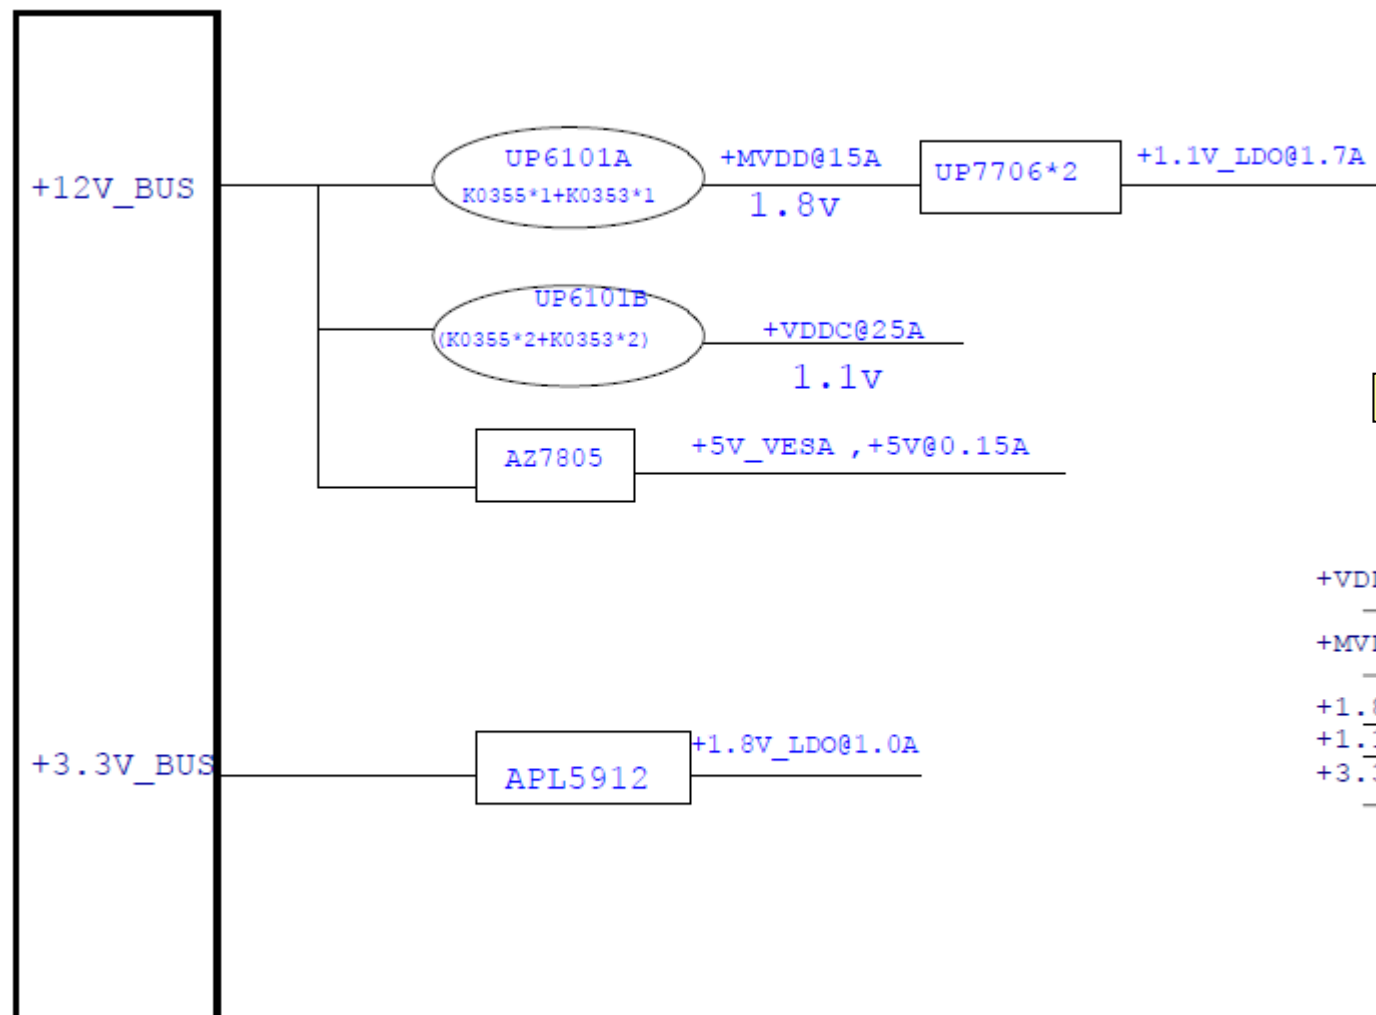 +12V_BUS
UP6101A
K0355*1+K0353*1
+MVDD@15A
1.8v
UP7706*2
+1.1V_LDO@1.7A
UP6101B
(K0355*2+K0353*2)
+VDDC@25A
1.1v
AZ7805
+5V_VESA ,+5V@0.15A
+3.3V_BUS
APL5912
+1.8V_LDO@1.0A